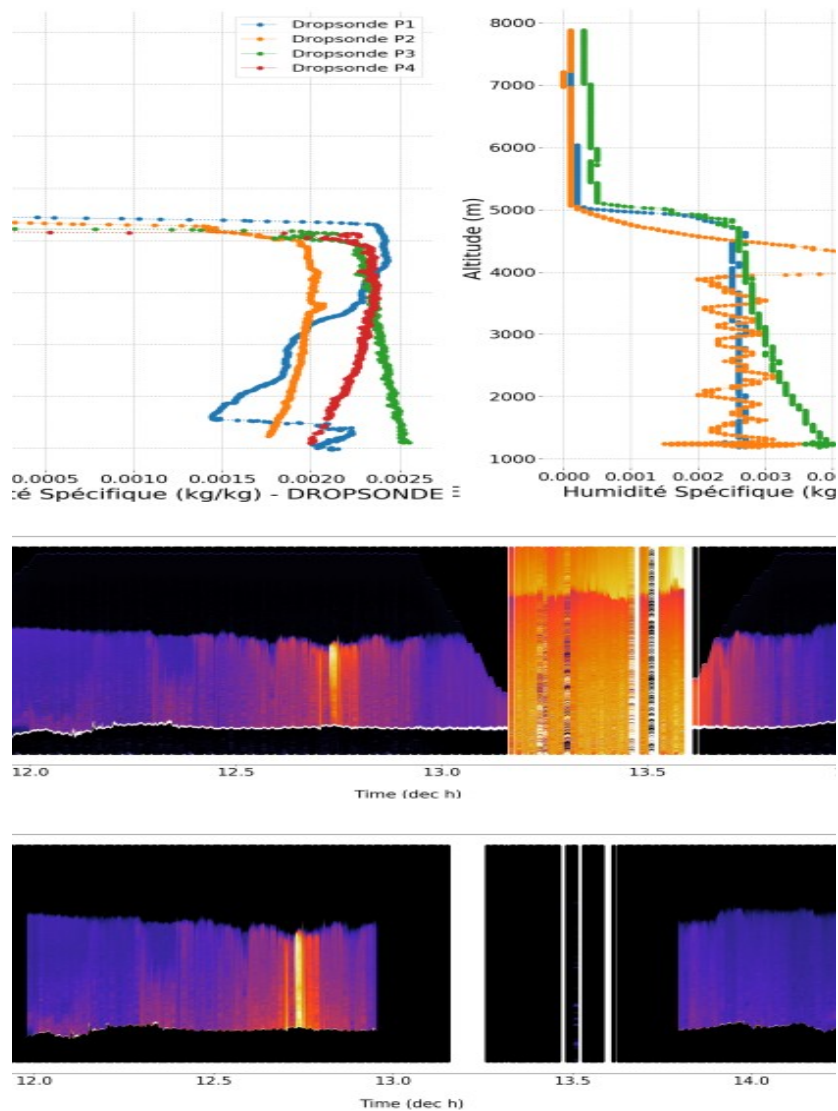 Dropsonde P1
Dropsonde P2
Dropsonde P3
Dropsonde P4
0.0005 0.0010 0.0015 0.0020 0.0025
té Spécifique (kg/kg) - DROPSONDE
8000
7000
6000
5000
4000
3000
2000
1000
Altitude (m)
0.000 0.001 0.002 0.003
Humidité Spécifique (kg
12.0 12.5 13.0 13.5
Time (dec h)
12.0 12.5 13.0 13.5 14.0
Time (dec h)